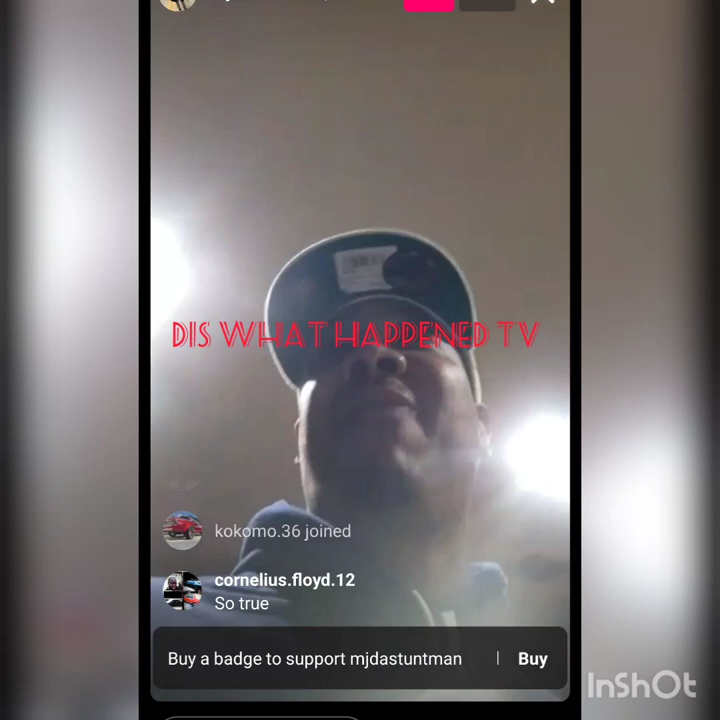 DIS WHAT HAPPENED TV
kokomo.36 joined
cornelius.floyd.12
So true
Buy a badge to support mjdastuntman | Buy
InShOt